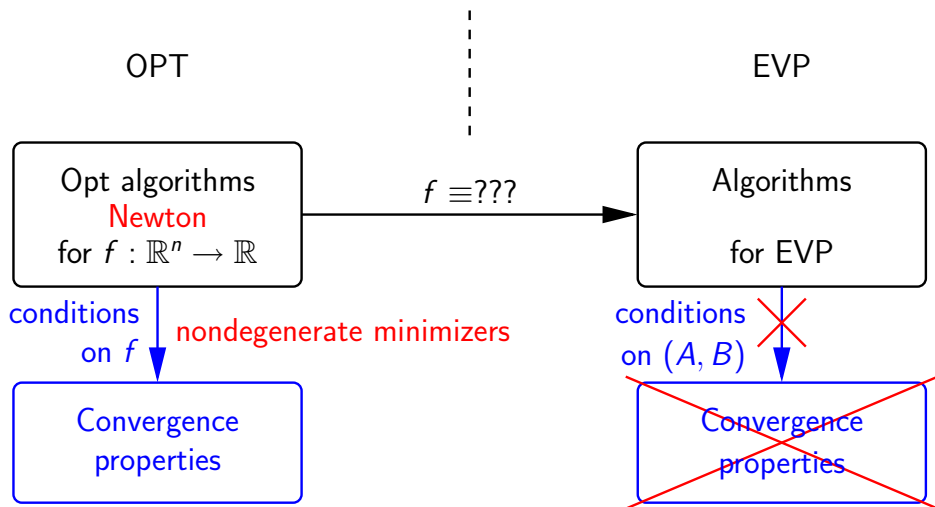 OPT
EVP
Opt algorithms
Newton
for f : ℝⁿ → ℝ
f ≡???
Algorithms
for EVP
conditions
on f
nondegenerate minimizers
conditions
on (A, B)
Convergence
properties
Convergence
properties